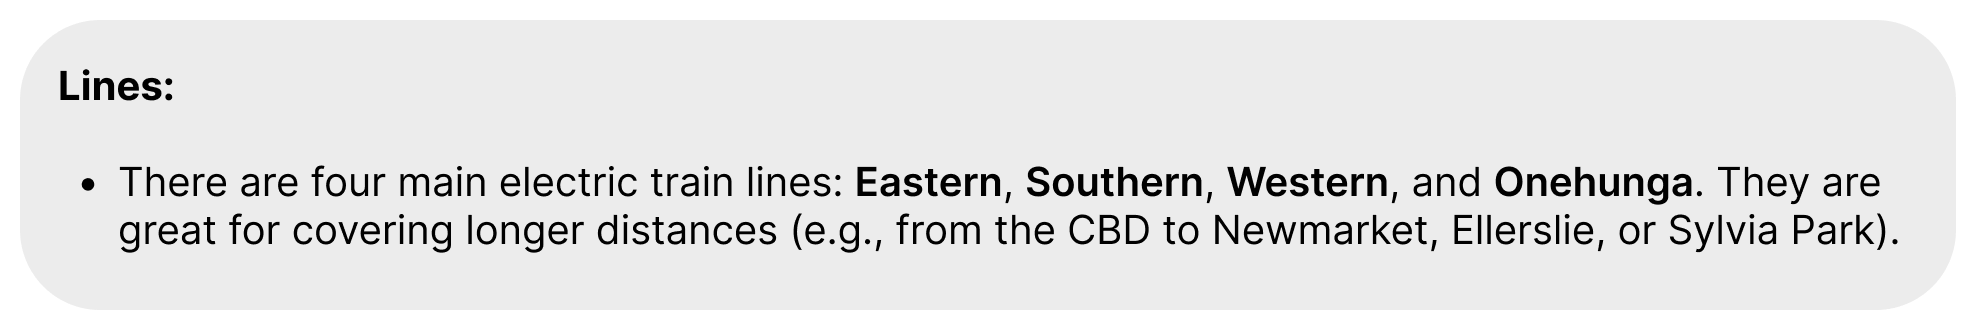 Lines:
• There are four main electric train lines: Eastern, Southern, Western, and Onehunga. They are
great for covering longer distances (e.g., from the CBD to Newmarket, Ellerslie, or Sylvia Park).